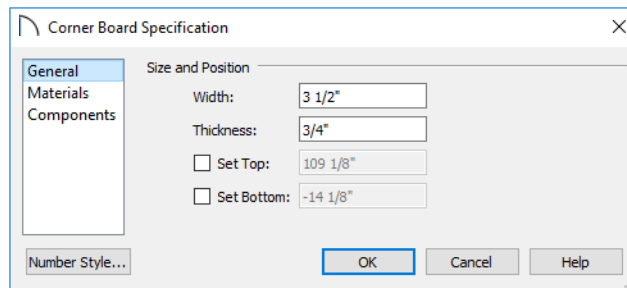 Corner Board Specification
General
Materials
Components
Size and Position
Width: 3 1/2"
Thickness: 3/4"
Set Top: 109 1/8"
Set Bottom: -14 1/8"
Number Style... OK Cancel Help